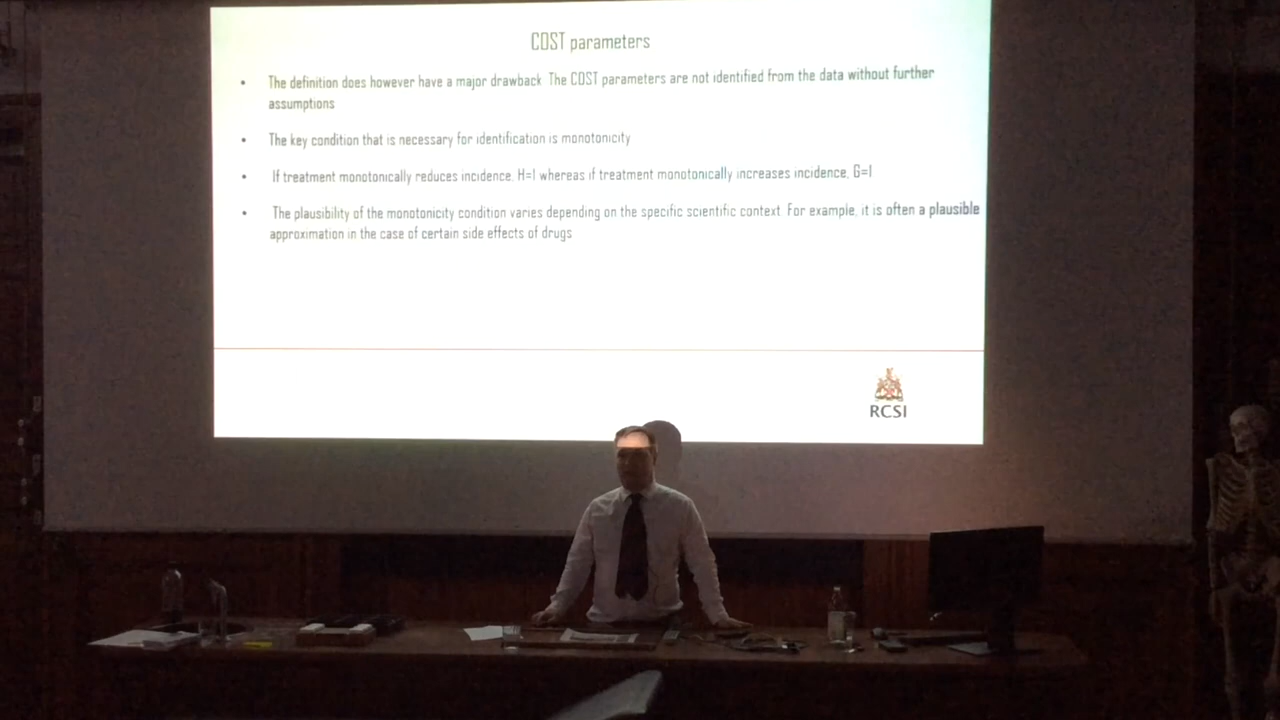 COST parameters
• The definition does however have a major drawback. The COST parameters are not identified from the data without further
assumptions
• The key condition that is necessary for identification is monotonicity
• If treatment monotonically reduces incidence, H=1 whereas if treatment monotonically increases incidence, G=1
• The plausibility of the monotonicity condition varies depending on the specific scientific context. For example, it is often a plausible
approximation in the case of certain side effects of drugs
RCSI